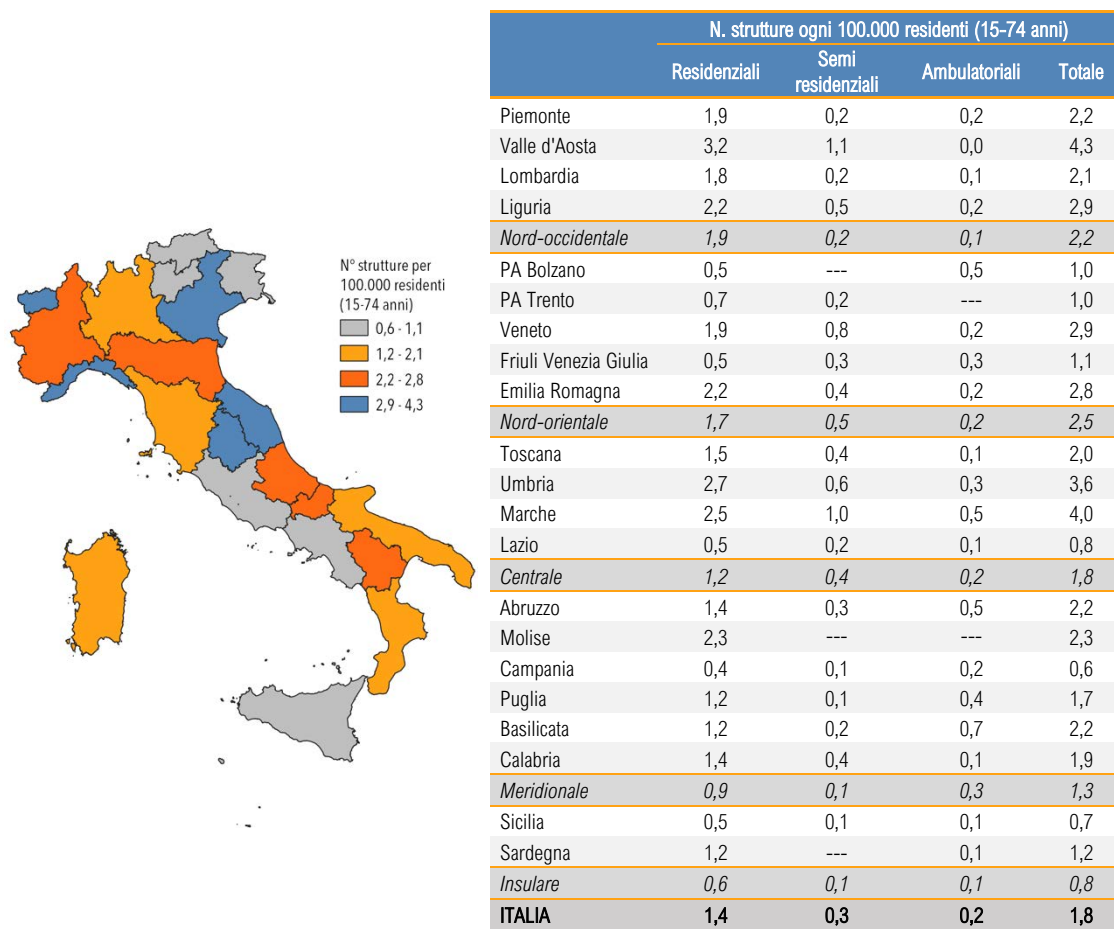 N° strutture per
100.000 residenti
(15-74 anni)
0,6 - 1,1
1,2 - 2,1
2,2 - 2,8
2,9 - 4,3
N. strutture ogni 100.000 residenti (15-74 anni)
Residenziali Semi residenziali Ambulatoriali Totale
Piemonte 1,9 0,2 0,2 2,2
Valle d'Aosta 3,2 1,1 0,0 4,3
Lombardia 1,8 0,2 0,1 2,1
Liguria 2,2 0,5 0,2 2,9
Nord-occidentale 1,9 0,2 0,1 2,2
PA Bolzano 0,5 --- 0,5 1,0
PA Trento 0,7 0,2 --- 1,0
Veneto 1,9 0,8 0,2 2,9
Friuli Venezia Giulia 0,5 0,3 0,3 1,1
Emilia Romagna 2,2 0,4 0,2 2,8
Nord-orientale 1,7 0,5 0,2 2,5
Toscana 1,5 0,4 0,1 2,0
Umbria 2,7 0,6 0,3 3,6
Marche 2,5 1,0 0,5 4,0
Lazio 0,5 0,2 0,1 0,8
Centrale 1,2 0,4 0,2 1,8
Abruzzo 1,4 0,3 0,5 2,2
Molise 2,3 --- --- 2,3
Campania 0,4 0,1 0,2 0,6
Puglia 1,2 0,1 0,4 1,7
Basilicata 1,2 0,2 0,7 2,2
Calabria 1,4 0,4 0,1 1,9
Meridionale 0,9 0,1 0,3 1,3
Sicilia 0,5 0,1 0,1 0,7
Sardegna 1,2 --- 0,1 1,2
Insulare 0,6 0,1 0,1 0,8
ITALIA 1,4 0,3 0,2 1,8